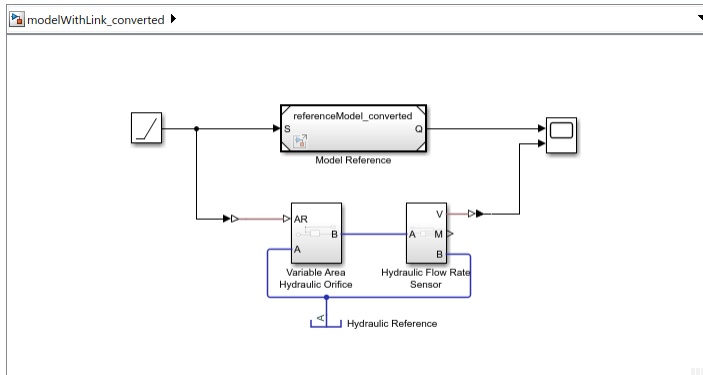 modelWithLink_converted
referenceModel_converted
S
Q
Model Reference
AR
B
A
Variable Area
Hydraulic Orifice
V
A
M
B
Hydraulic Flow Rate
Sensor
A
Hydraulic Reference